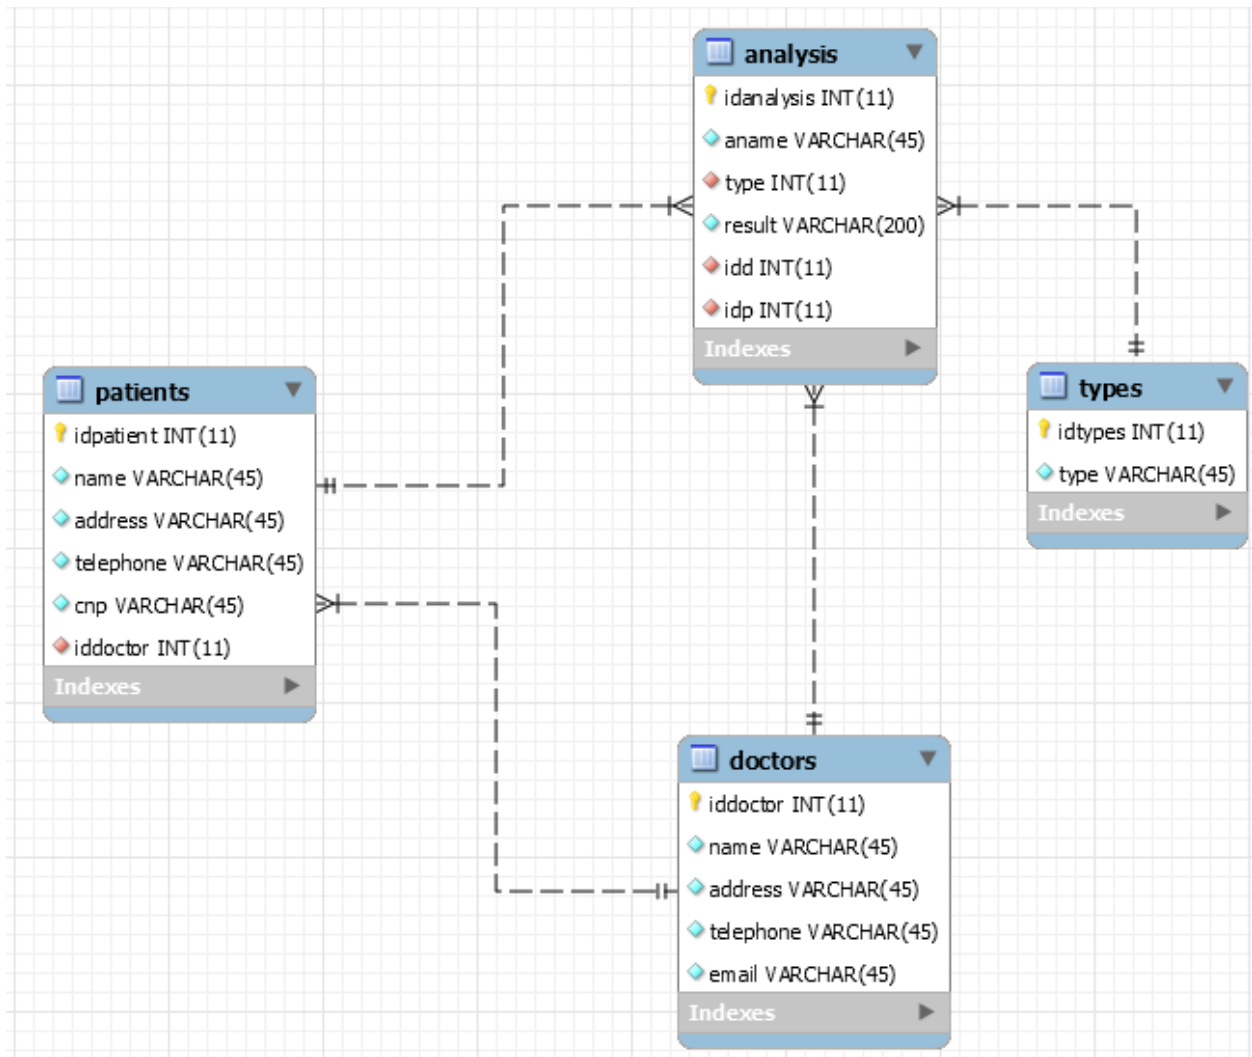 analysis
idanalysis INT(11)
aname VARCHAR(45)
type INT(11)
result VARCHAR(200)
idd INT(11)
idp INT(11)
Indexes
patients
idpatient INT(11)
name VARCHAR(45)
address VARCHAR(45)
telephone VARCHAR(45)
cnp VARCHAR(45)
iddoctor INT(11)
Indexes
types
idtypes INT(11)
type VARCHAR(45)
Indexes
doctors
iddoctor INT(11)
name VARCHAR(45)
address VARCHAR(45)
telephone VARCHAR(45)
email VARCHAR(45)
Indexes